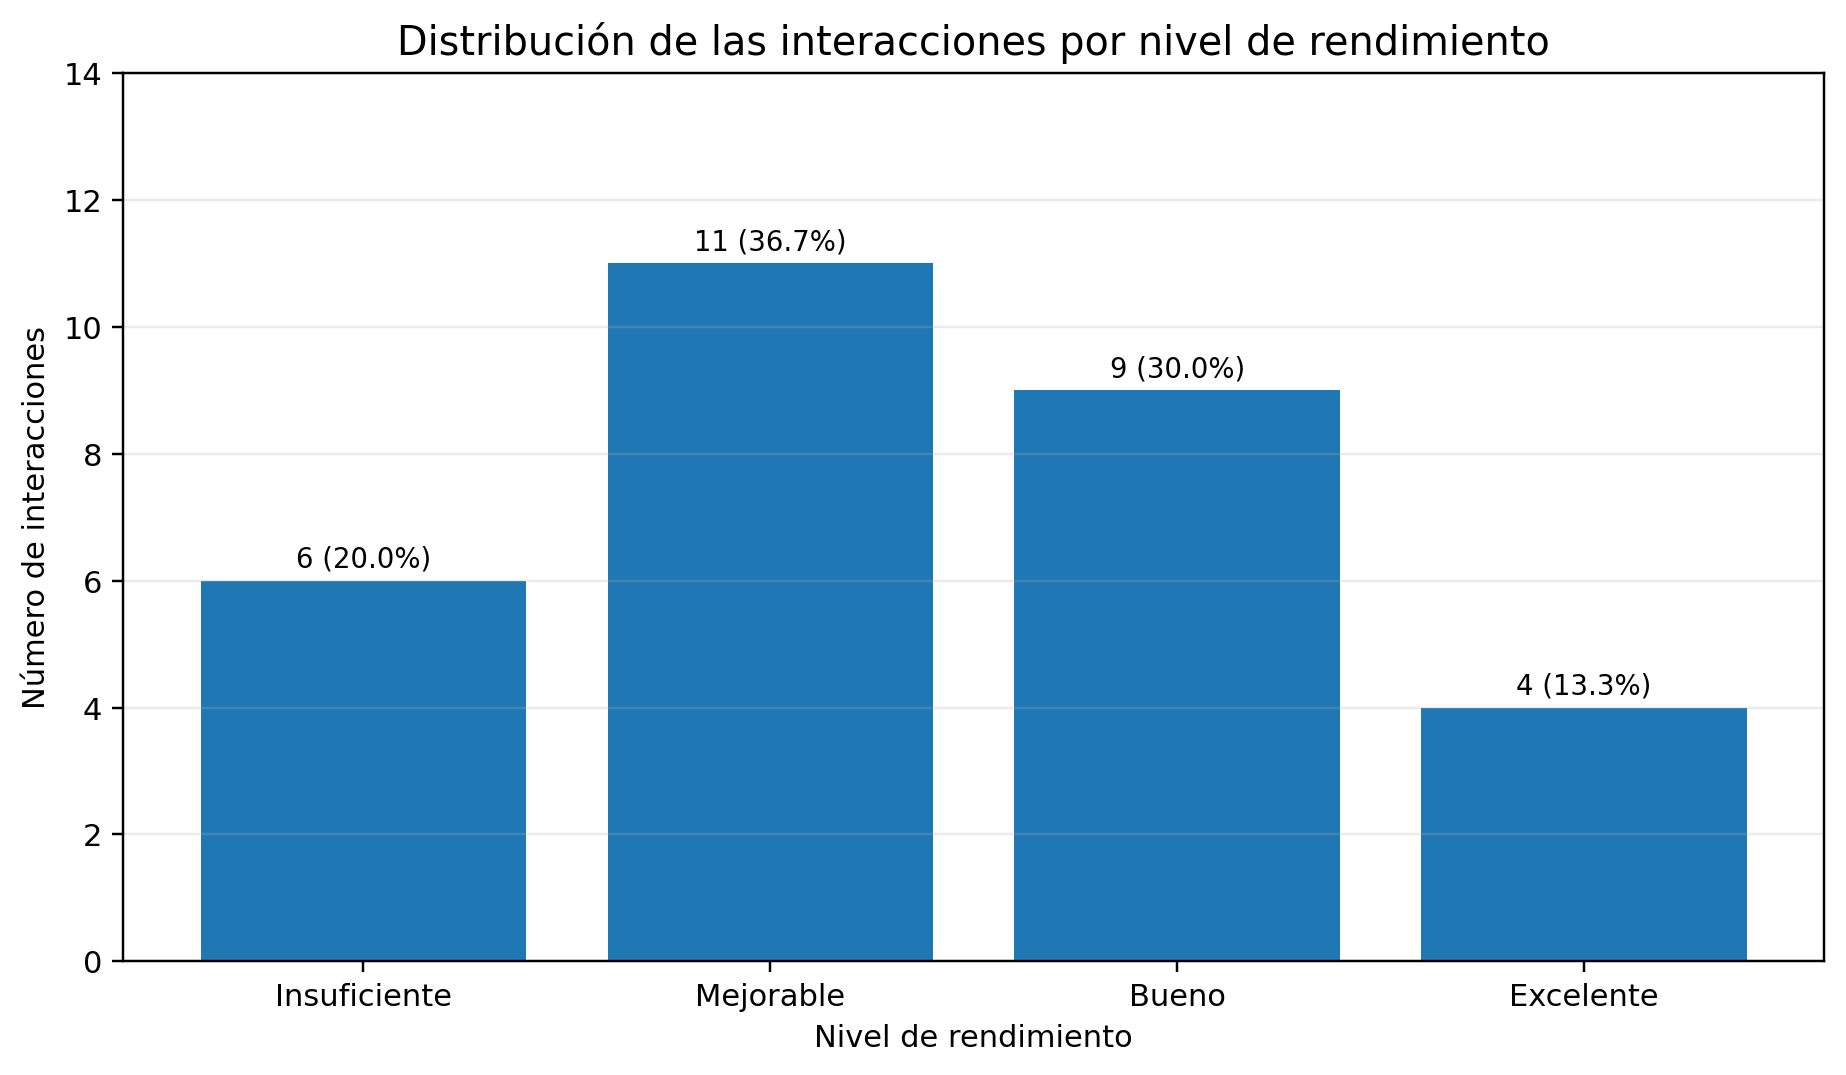 Distribución de las interacciones por nivel de rendimiento
14
12
10
8
6
4
2
0
Número de interacciones
6 (20.0%)
11 (36.7%)
9 (30.0%)
4 (13.3%)
Insuficiente
Mejorable
Bueno
Excelente
Nivel de rendimiento